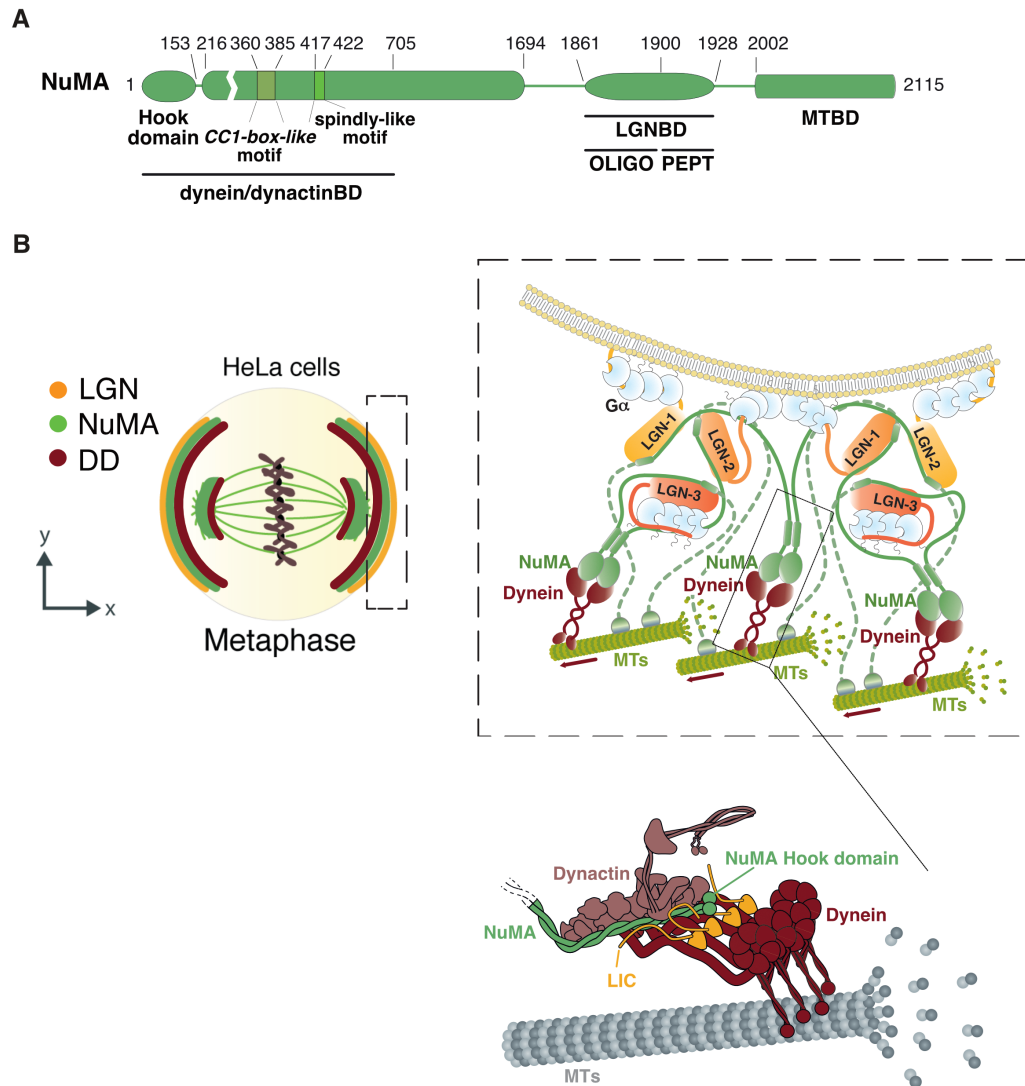 A
153 216 360 385 417 422 705 1694 1861 1900 1928 2002
NuMA 1 2115
Hook
domain
CC1-box-like
motif
spindly-like
motif
LGNBD
MTBD
OLIGO PEPT
dynein/dynactinBD
B
HeLa cells
LGN
NuMA
DD
y
x
Metaphase
Gα
LGN-1
LGN-2
LGN-3
LGN-1
LGN-2
LGN-3
NuMA
Dynein
MTs
NuMA
Dynein
MTs
NuMA
Dynein
MTs
NuMA Hook domain
Dynactin
Dynein
NuMA
LIC
MTs